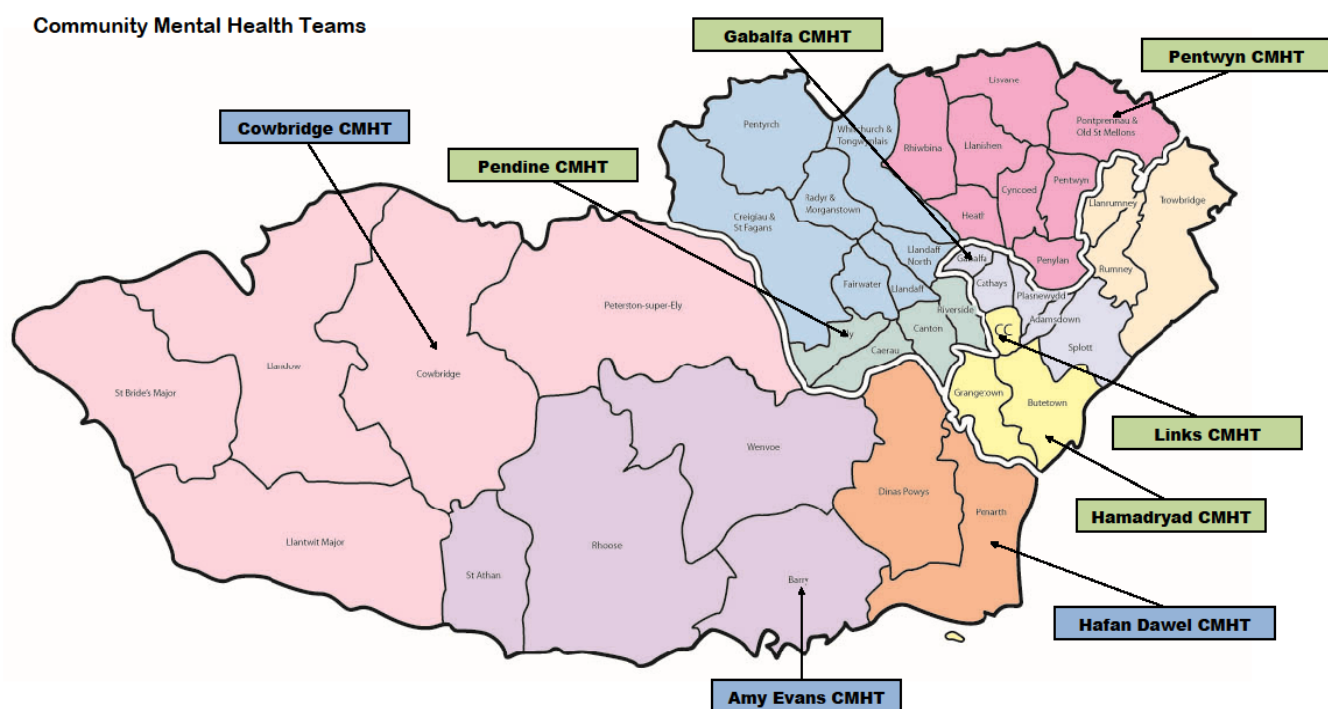 Community Mental Health Teams
Gabalfa CMHT
Pentwyn CMHT
Cowbridge CMHT
Pendine CMHT
Lisvane
Pentyrch
Whitchurch &
Tongwynlais
Rhiwbina
Llanishen
Pontprennau &
Old St Mellons
Pentwyn
Cyncoed
Radyr &
Morganstown
Creigiau &
St Fagans
Heath
Llanrumney
Trowbridge
Llandaff
North
Gabalfa
Penylan
Rumney
Fairwater
Llandaff
Cathays
Plasnewydd
Peterston-super-Ely
Riverside
Adamsdown
Ely
Canton
CC
Splott
Caerau
Llandow
Cowbridge
St Bride's Major
Grangetown
Butetown
Links CMHT
Wenvoe
Dinas Powys
Penarth
Hamadryad CMHT
Llantwit Major
Rhoose
St Athan
Barry
Hafan Dawel CMHT
Amy Evans CMHT